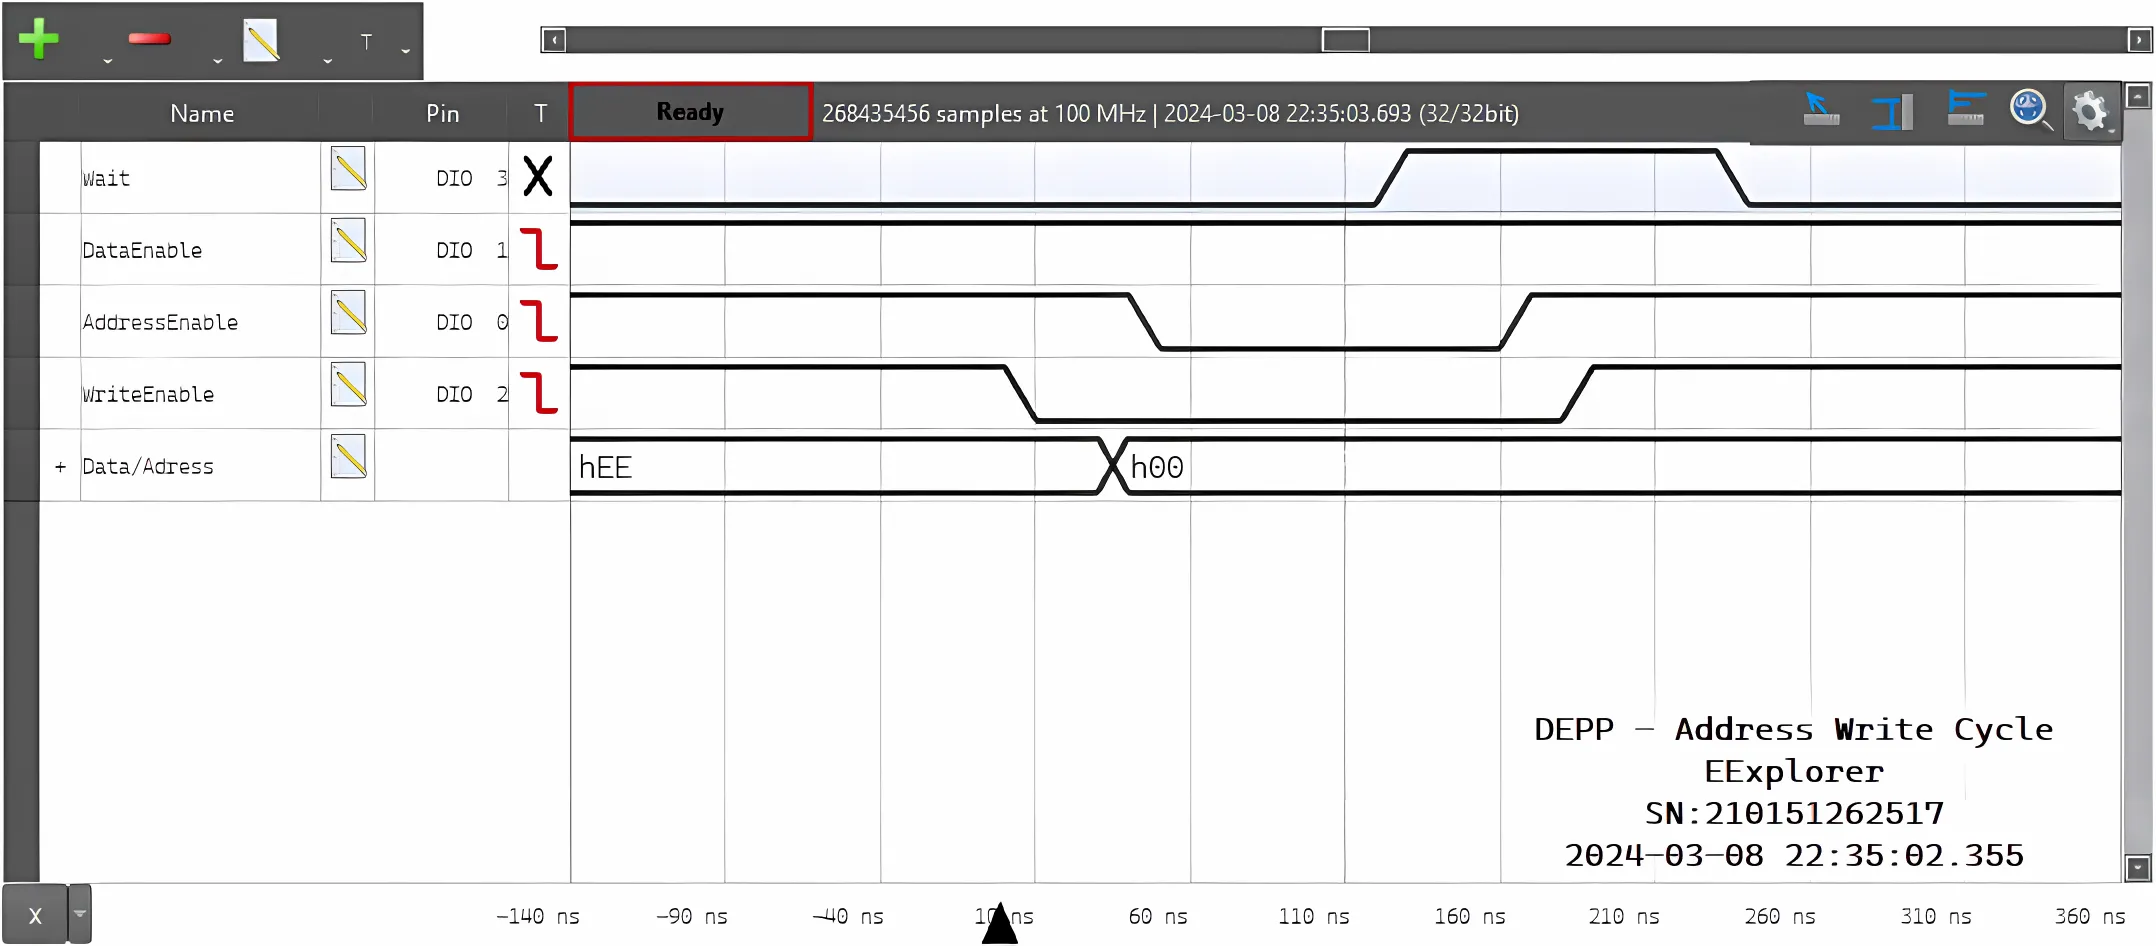 T
Name Pin T Ready 268435456 samples at 100 MHz | 2024-03-08 22:35:03.693 (32/32bit)
Wait DIO 3 X
DataEnable DIO 1
AddressEnable DIO 0
WriteEnable DIO 2
+ Data/Adress hEE h00
DEPP - Address Write Cycle
EExplorer
SN:210151262517
2024-03-08 22:35:02.355
X -140 ns -90 ns -40 ns 10 ns 60 ns 110 ns 160 ns 210 ns 260 ns 310 ns 360 ns